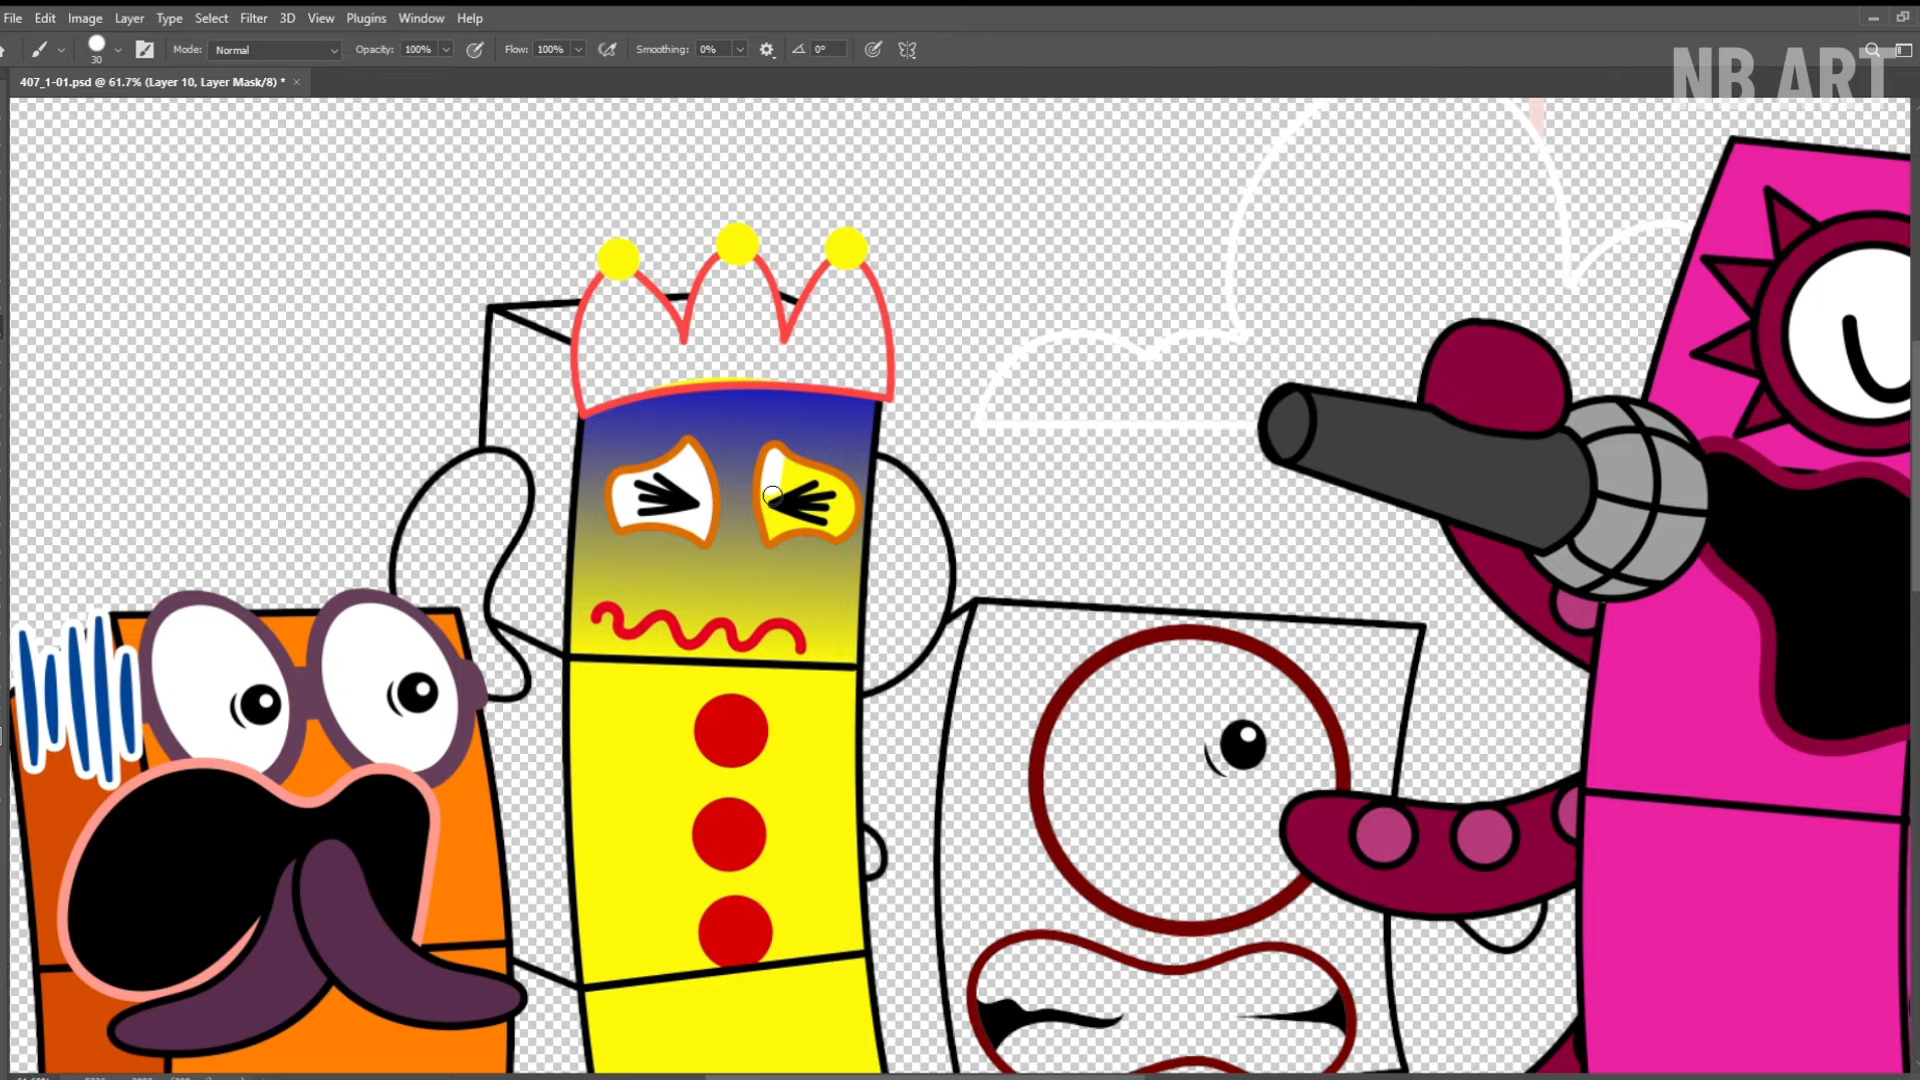 File Edit Image Layer Type Select Filter 3D View Plugins Window Help
30 Mode: Normal Opacity: 100% Flow: 100% Smoothing: 0% 0°
407_1-01.psd @ 61.7% (Layer 10, Layer Mask/8) * ×
NB ART